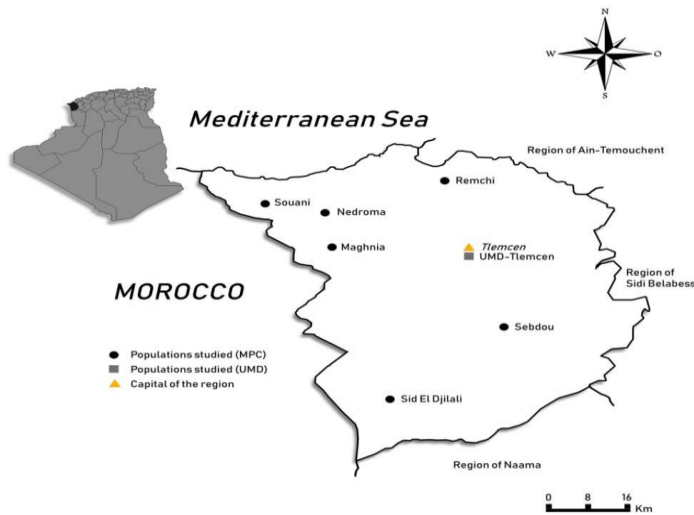 N
W
O
S
Mediterranean Sea
Region of Ain-Temouchent
Remchi
Souani
Nedroma
Maghnia
Tlemcen
UMD-Tlemcen
Region of
Sidi Belabess
MOROCCO
Sebdou
Populations studied (MPC)
Populations studied (UMD)
Capital of the region
Sid El Djilali
Region of Naama
0 8 16
Km